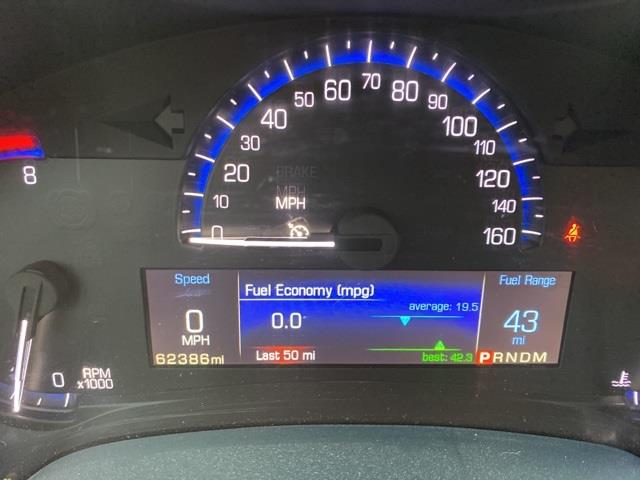 0
10
20
30
40
50
60
70
80
90
100
110
120
140
160
8
BRAKE
MPH
MPH
0
RPM
x1000
Speed
0
MPH
62386mi
Fuel Economy (mpg)
average: 19.5
0.0
Last 50 mi
best: 42.3
Fuel Range
43
mi
PRNDM